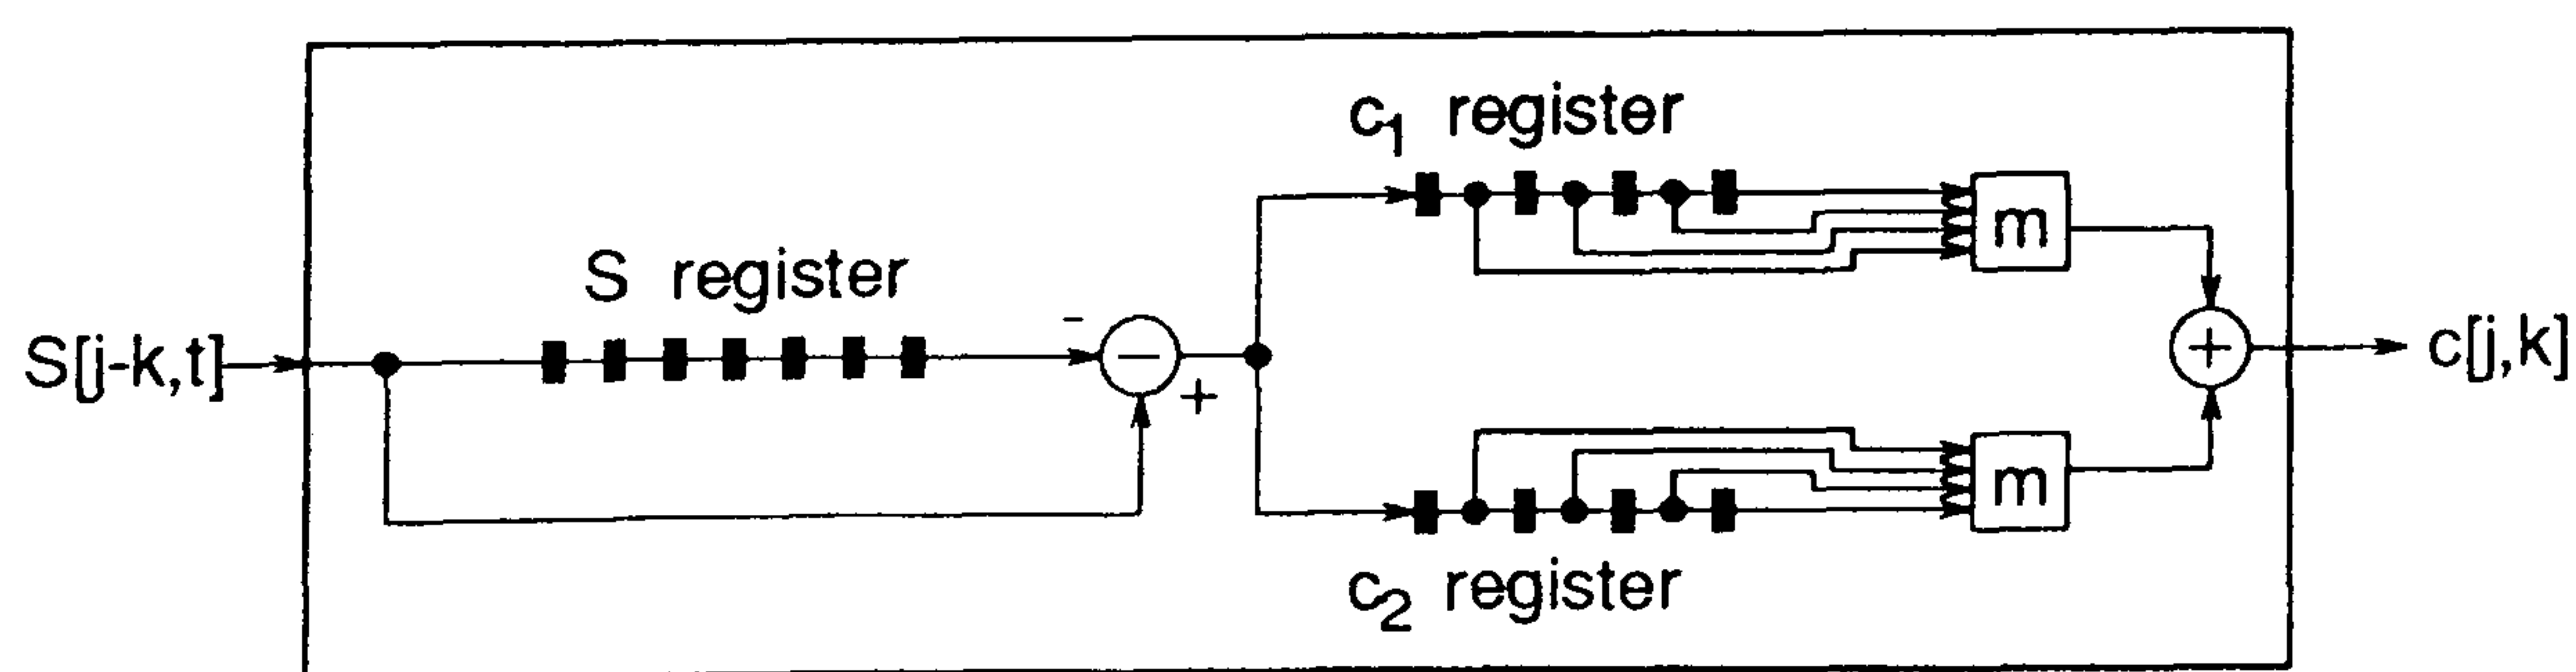 c1 register
m
S register
-
−
+
S[j-k,t]
+
c[j,k]
m
c2 register